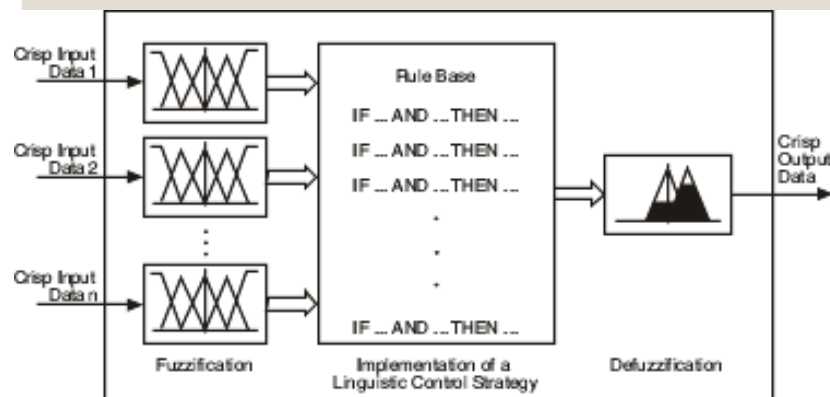 Crisp Input
Data 1
Crisp Input
Data 2
Crisp Input
Data n
Rule Base
IF ... AND ... THEN ...
IF ... AND ... THEN ...
IF ... AND ... THEN ...
IF ... AND ... THEN ...
Crisp
Output
Data
Fuzzification
Implementation of a
Linguistic Control Strategy
Defuzzification